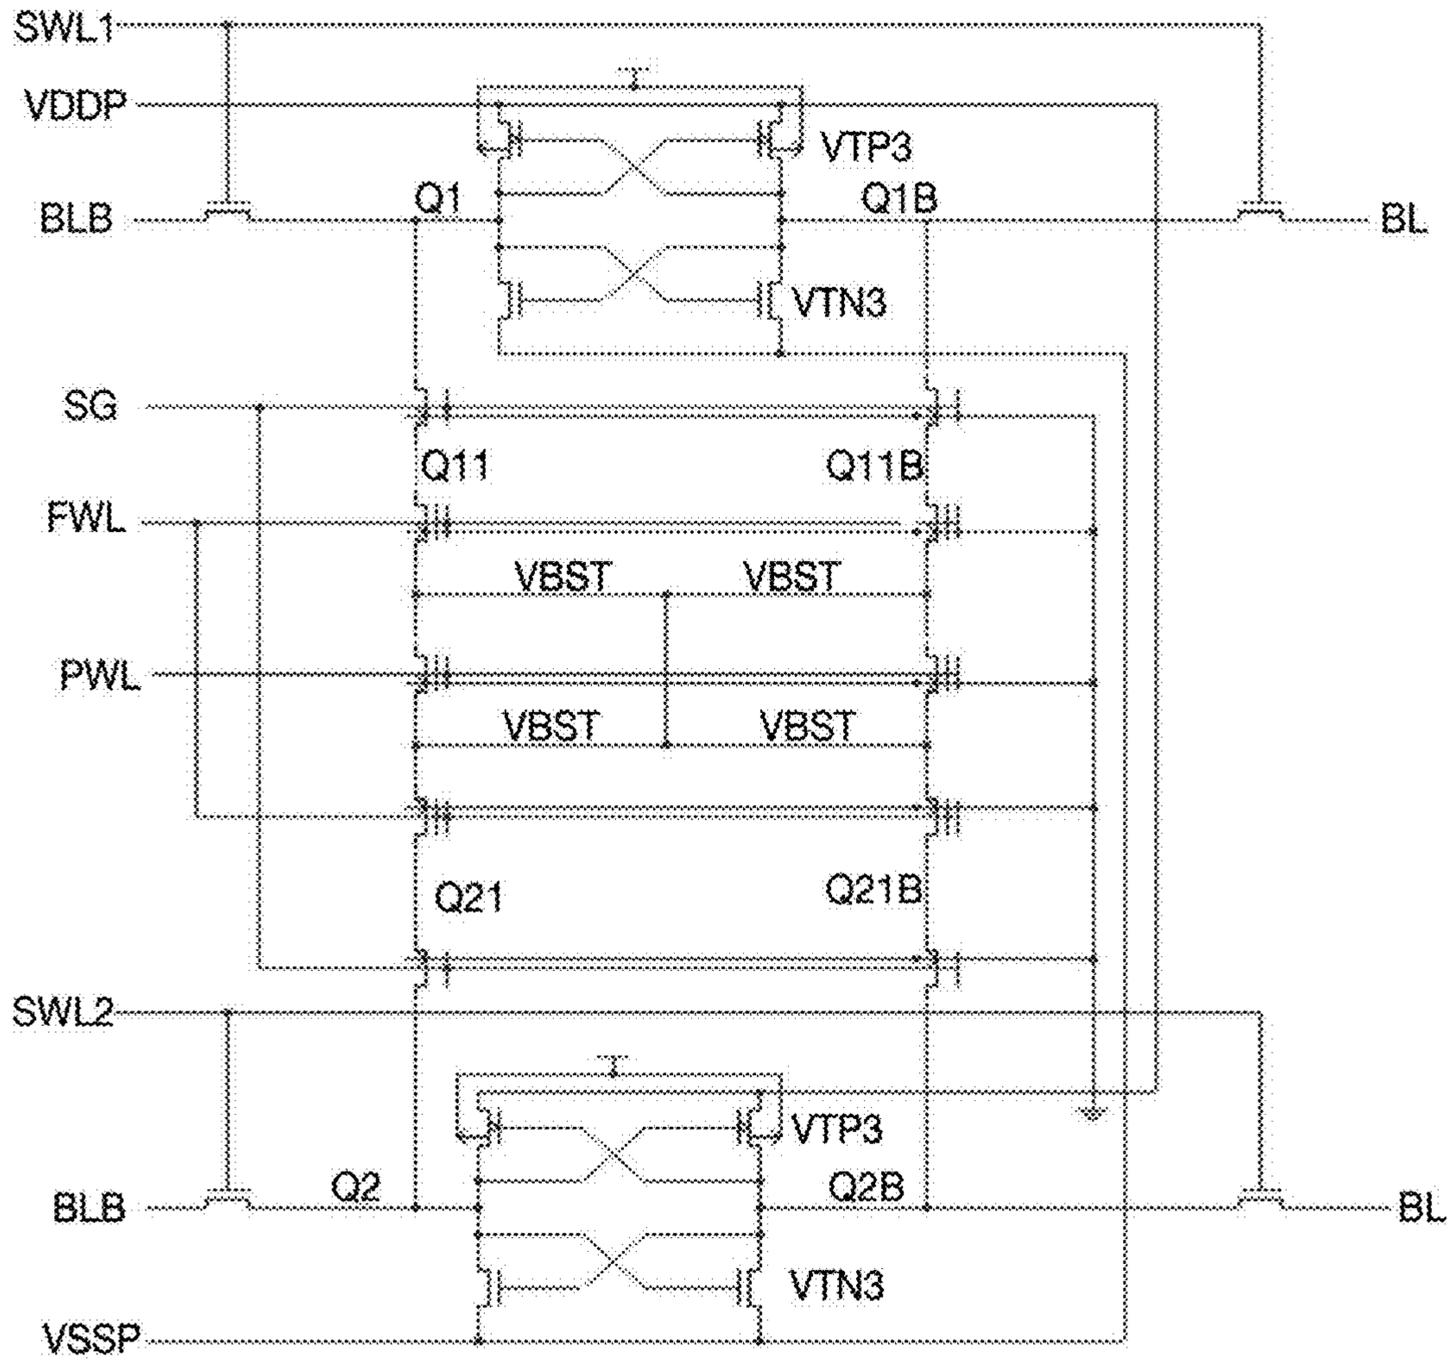 SWL1
VDDP
VTP3
BLB Q1 Q1B BL
VTN3
SG
Q11 Q11B
FWL
VBST VBST
PWL
VBST VBST
Q21 Q21B
SWL2
VTP3
BLB Q2 Q2B BL
VTN3
VSSP